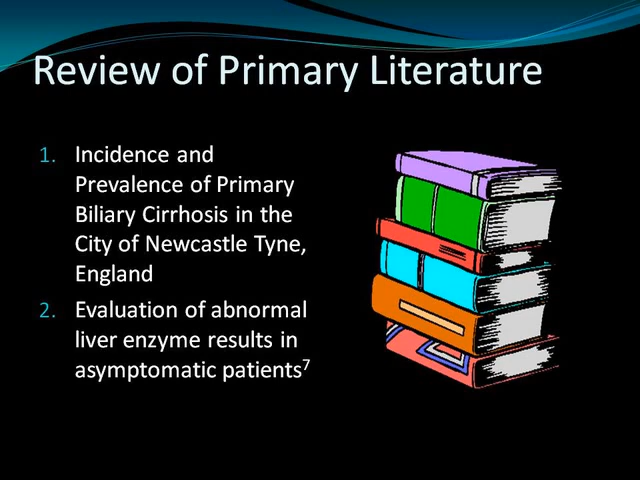 Review of Primary Literature
1. Incidence and
Prevalence of Primary
Biliary Cirrhosis in the
City of Newcastle Tyne,
England
2. Evaluation of abnormal
liver enzyme results in
asymptomatic patients⁷